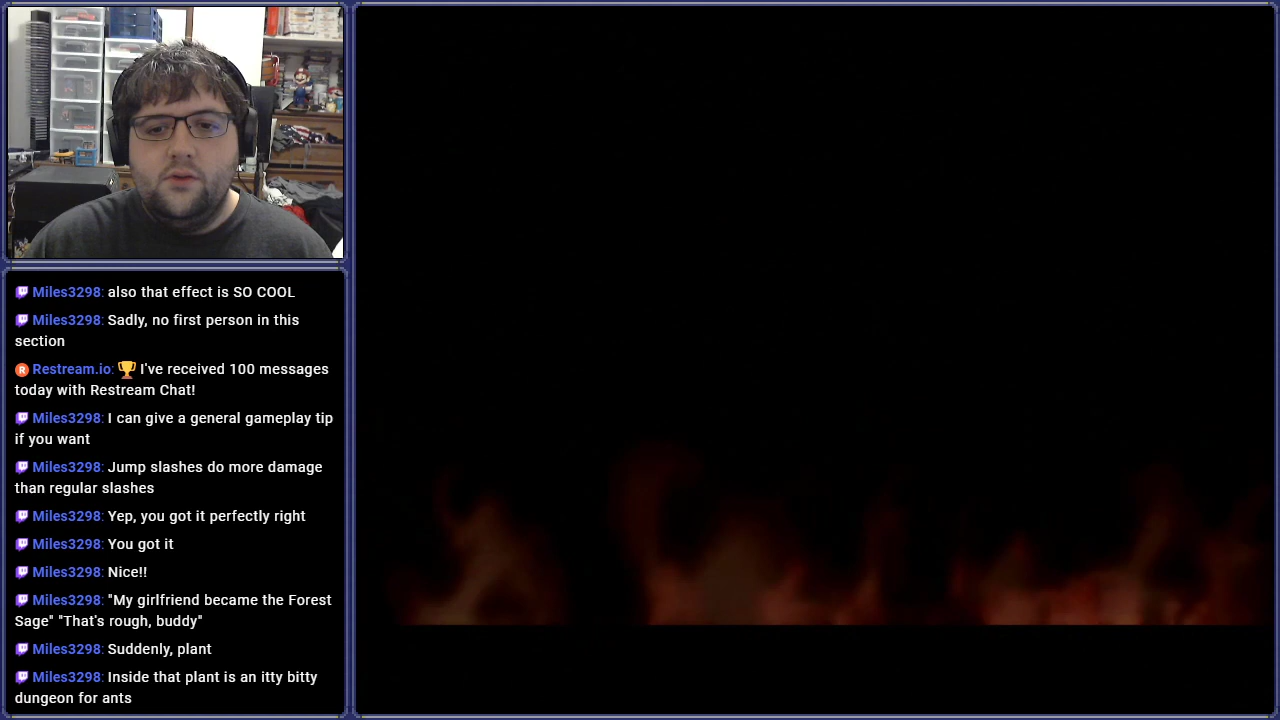 Miles3298: also that effect is SO COOL
Miles3298: Sadly, no first person in this
section
Restream.io: 🏆 I've received 100 messages
today with Restream Chat!
Miles3298: I can give a general gameplay tip
if you want
Miles3298: Jump slashes do more damage
than regular slashes
Miles3298: Yep, you got it perfectly right
Miles3298: You got it
Miles3298: Nice!!
Miles3298: "My girlfriend became the Forest
Sage" "That's rough, buddy"
Miles3298: Suddenly, plant
Miles3298: Inside that plant is an itty bitty
dungeon for ants